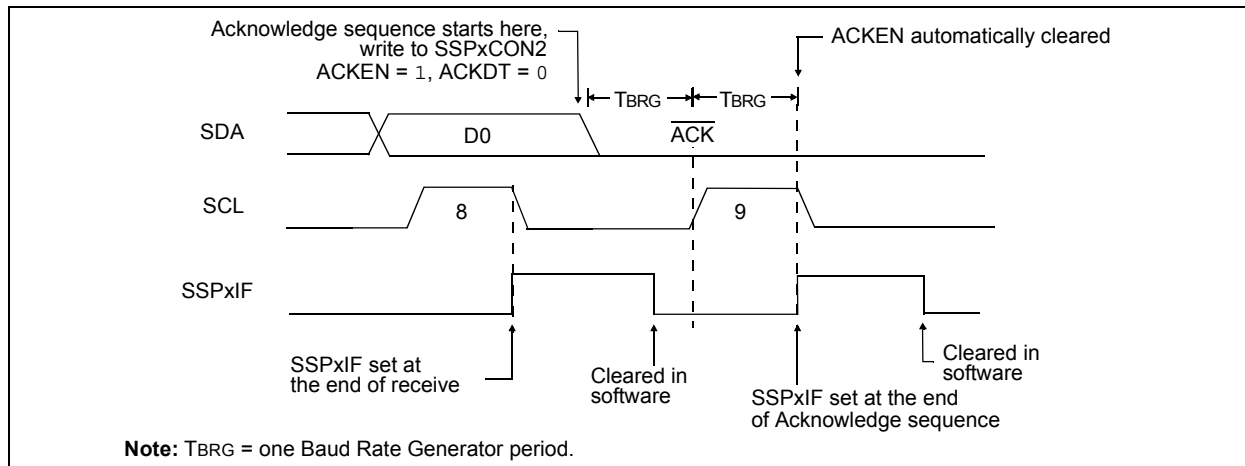 Acknowledge sequence starts here,
write to SSPxCON2
ACKEN = 1, ACKDT = 0
ACKEN automatically cleared
TBRG
TBRG
SDA
D0
ACK
SCL
8
9
SSPxIF
SSPxIF set at
the end of receive
Cleared in
software
SSPxIF set at the end
of Acknowledge sequence
Cleared in
software
Note: TBRG = one Baud Rate Generator period.